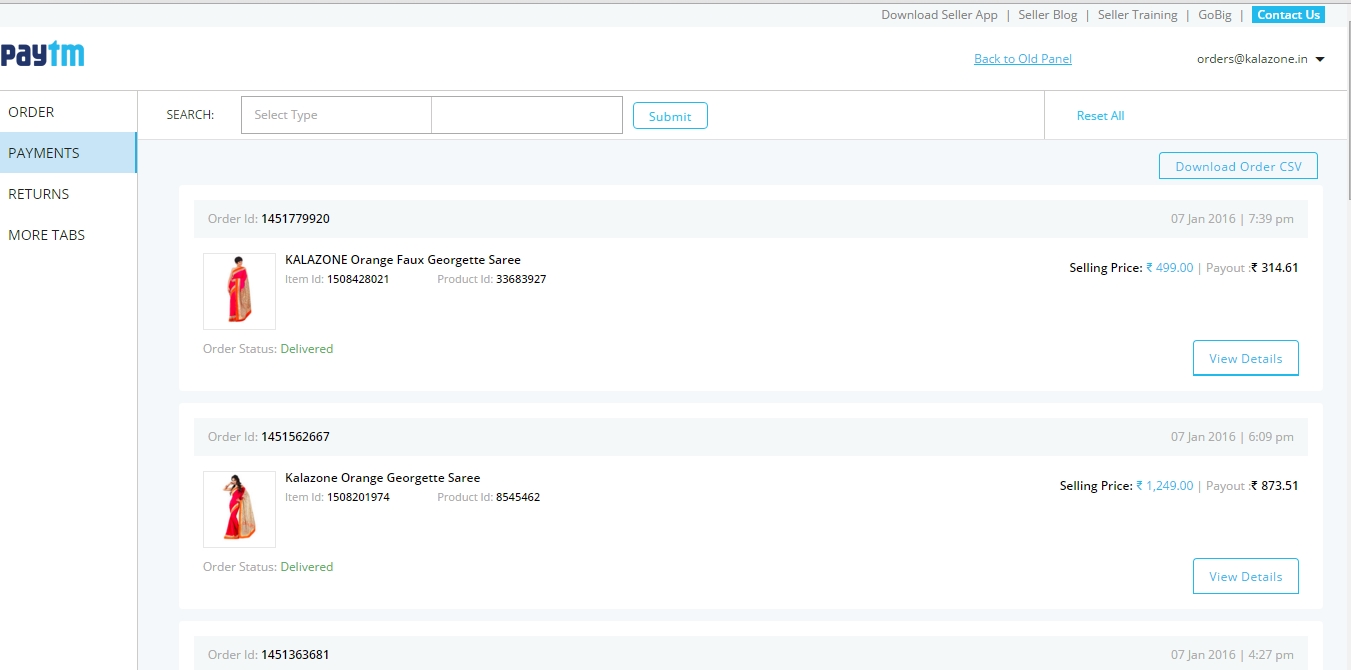 Download Seller App | Seller Blog | Seller Training | GoBig | Contact Us
paytm
Back to Old Panel
orders@kalazone.in
ORDER
PAYMENTS
RETURNS
MORE TABS
SEARCH: Select Type Submit Reset All
Download Order CSV
Order Id: 1451779920 07 Jan 2016 | 7:39 pm
KALAZONE Orange Faux Georgette Saree
Item Id: 1508428021 Product Id: 33683927
Selling Price: ₹ 499.00 | Payout :₹ 314.61
Order Status: Delivered
View Details
Order Id: 1451562667 07 Jan 2016 | 6:09 pm
Kalazone Orange Georgette Saree
Item Id: 1508201974 Product Id: 8545462
Selling Price: ₹ 1,249.00 | Payout :₹ 873.51
Order Status: Delivered
View Details
Order Id: 1451363681 07 Jan 2016 | 4:27 pm